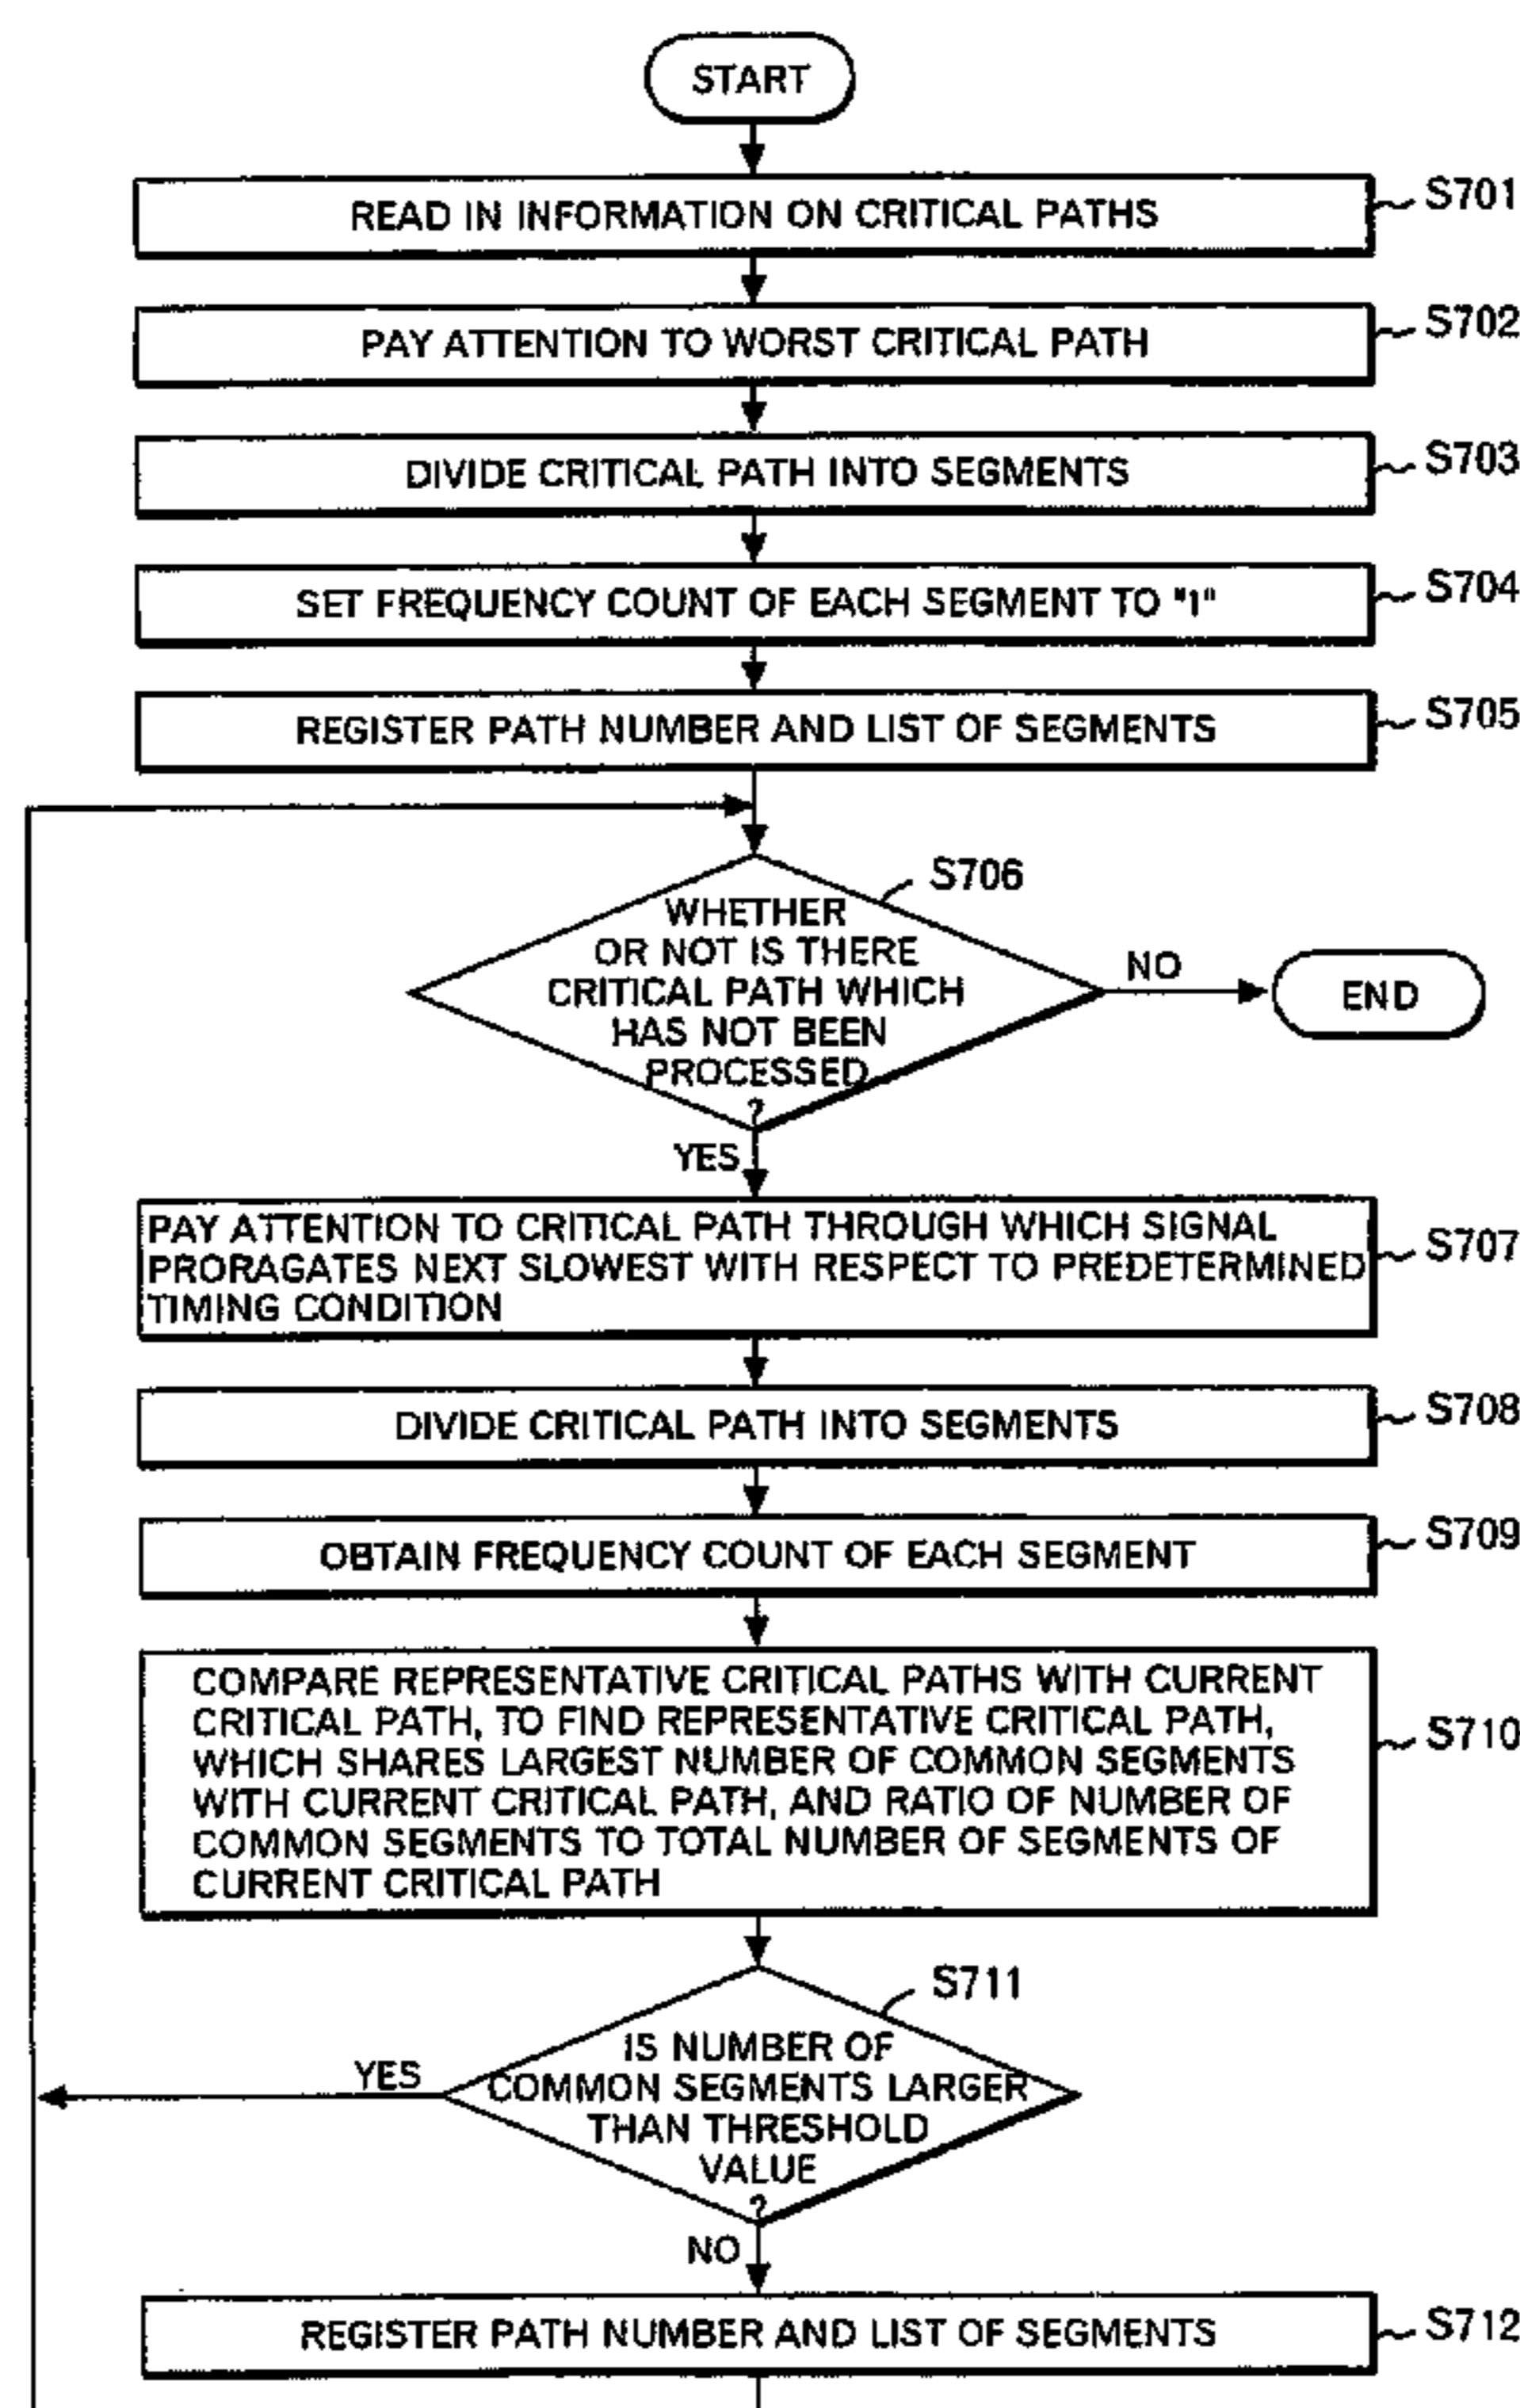 START
READ IN INFORMATION ON CRITICAL PATHS
S701
PAY ATTENTION TO WORST CRITICAL PATH
S702
DIVIDE CRITICAL PATH INTO SEGMENTS
S703
SET FREQUENCY COUNT OF EACH SEGMENT TO "1"
S704
REGISTER PATH NUMBER AND LIST OF SEGMENTS
S705
S706
WHETHER
OR NOT IS THERE
CRITICAL PATH WHICH
HAS NOT BEEN
PROCESSED
?
NO
END
YES
PAY ATTENTION TO CRITICAL PATH THROUGH WHICH SIGNAL
PRORAGATES NEXT SLOWEST WITH RESPECT TO PREDETERMINED
TIMING CONDITION
S707
DIVIDE CRITICAL PATH INTO SEGMENTS
S708
OBTAIN FREQUENCY COUNT OF EACH SEGMENT
S709
COMPARE REPRESENTATIVE CRITICAL PATHS WITH CURRENT
CRITICAL PATH, TO FIND REPRESENTATIVE CRITICAL PATH,
WHICH SHARES LARGEST NUMBER OF COMMON SEGMENTS
WITH CURRENT CRITICAL PATH, AND RATIO OF NUMBER OF
COMMON SEGMENTS TO TOTAL NUMBER OF SEGMENTS OF
CURRENT CRITICAL PATH
S710
S711
IS NUMBER OF
COMMON SEGMENTS LARGER
THAN THRESHOLD
VALUE
?
YES
NO
REGISTER PATH NUMBER AND LIST OF SEGMENTS
S712